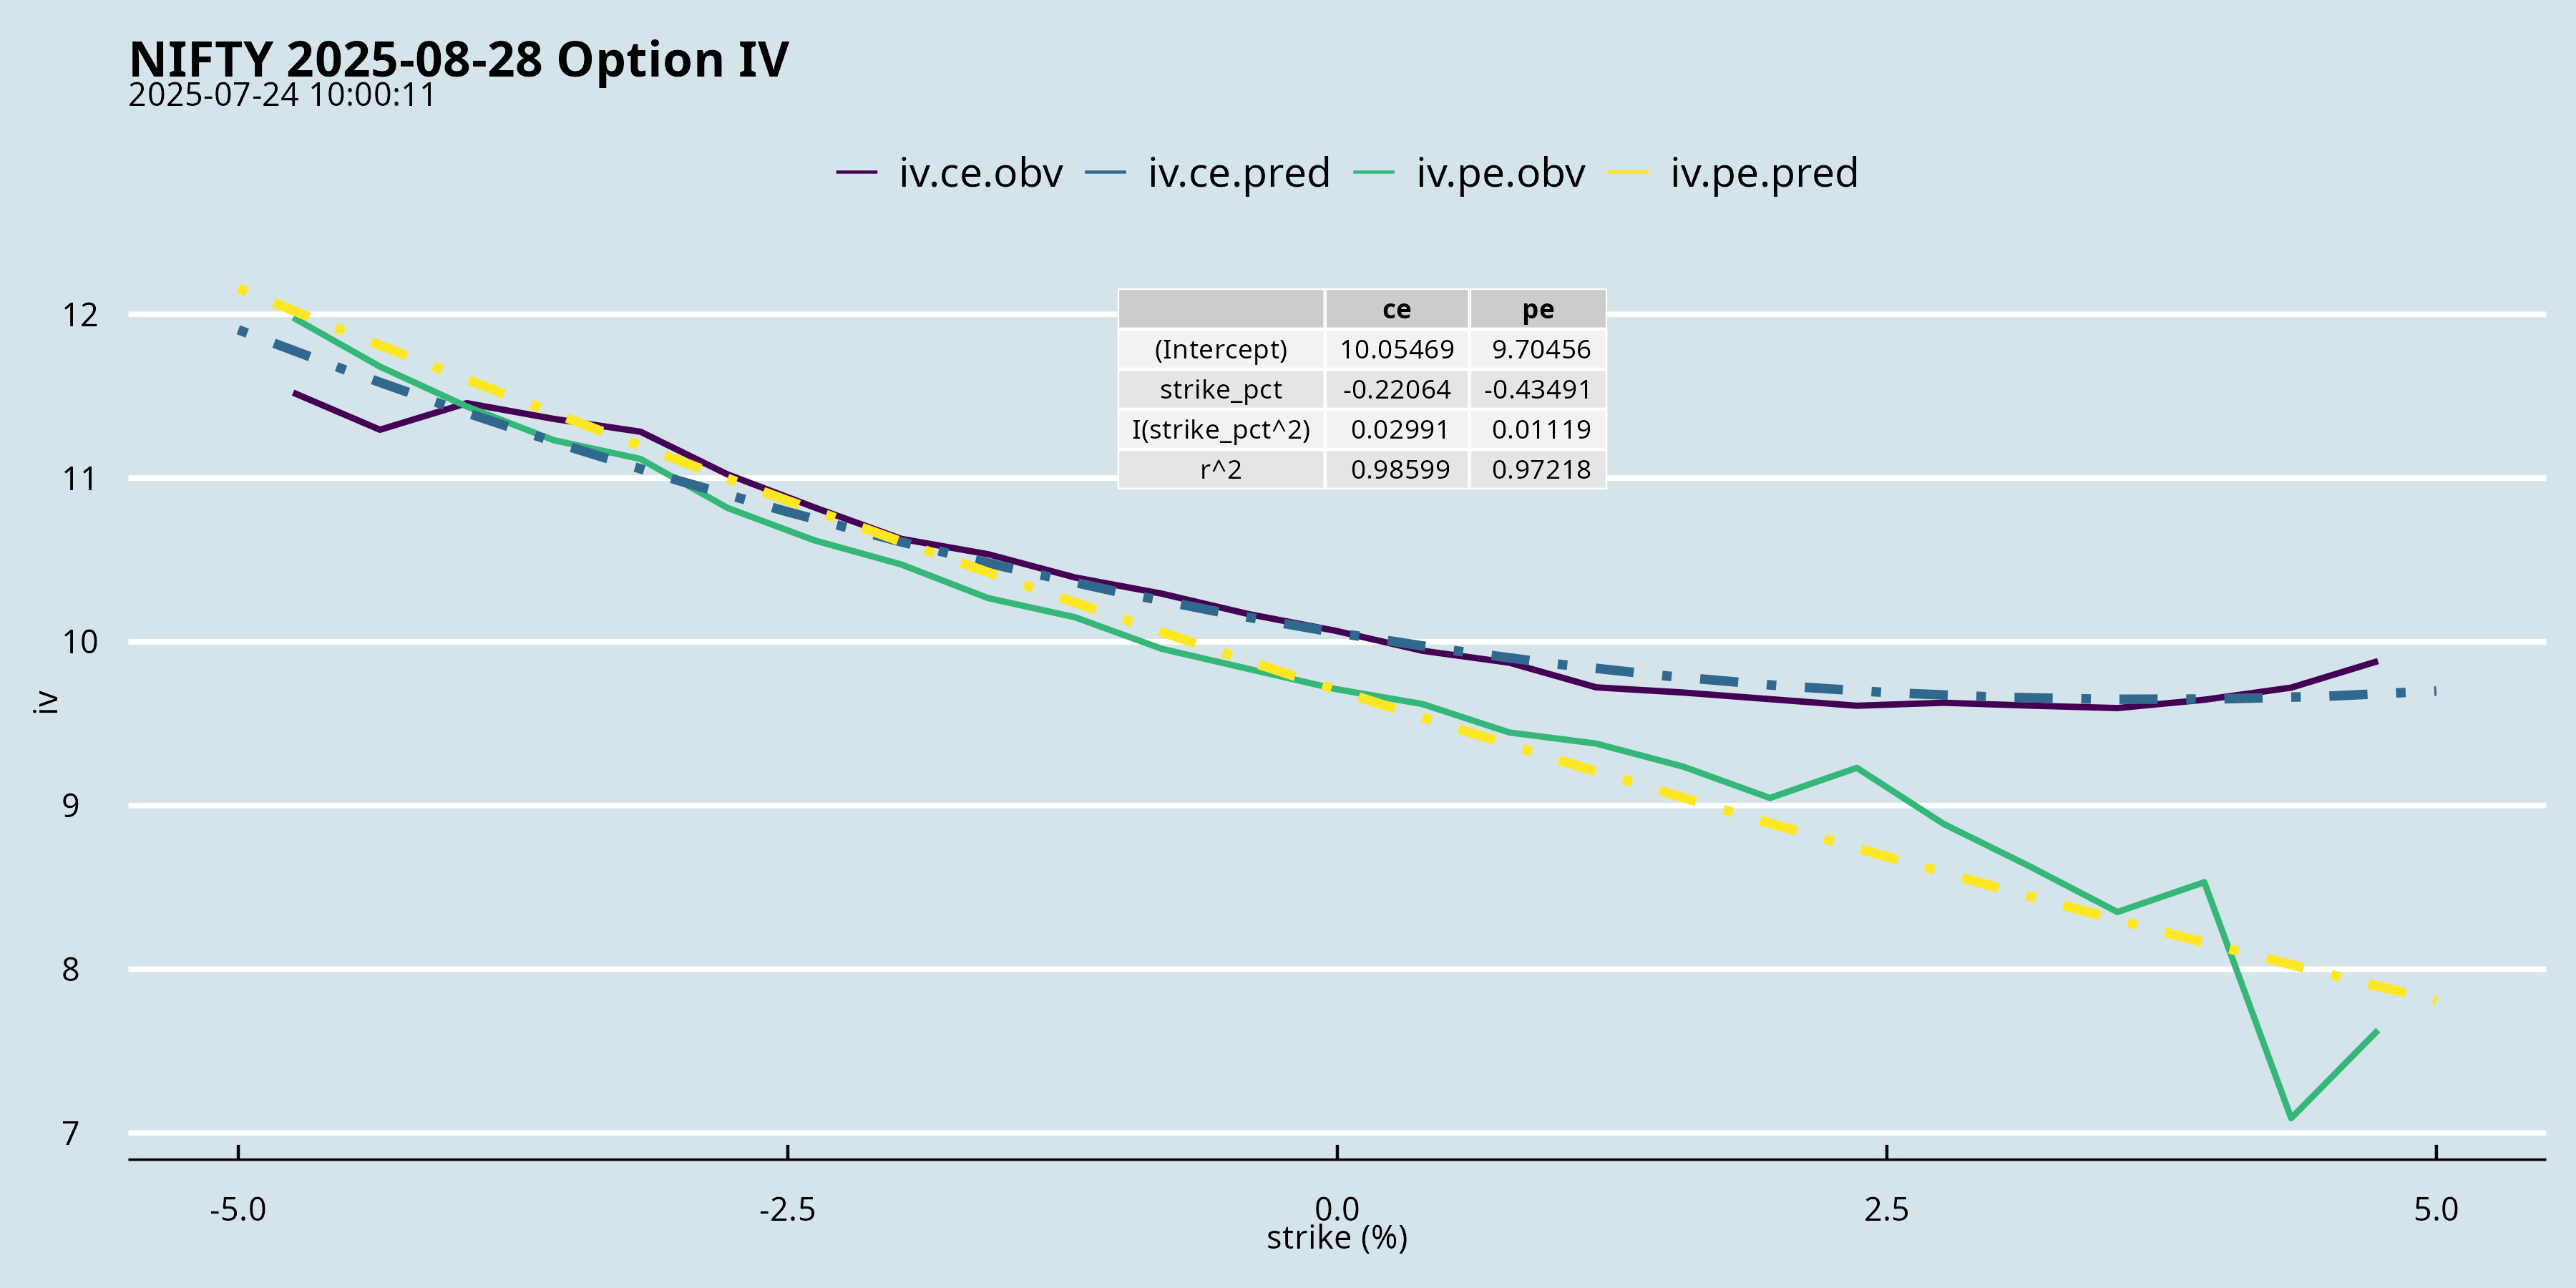 NIFTY 2025-08-28 Option IV
2025-07-24 10:00:11
iv.ce.obv iv.ce.pred iv.pe.obv iv.pe.pred
ce pe
(Intercept) 10.05469 9.70456
strike_pct -0.22064 -0.43491
I(strike_pct^2) 0.02991 0.01119
r^2 0.98599 0.97218
12
11
10
9
8
7
iv
-5.0 -2.5 0.0 2.5 5.0
strike (%)